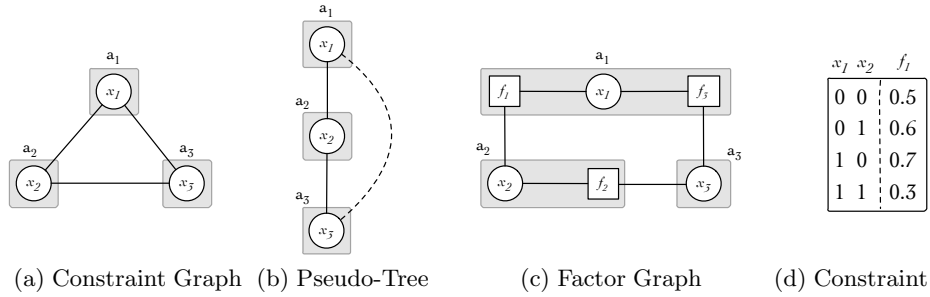 a1
x1
a2
x2
a3
x3
(a) Constraint Graph
a1
x1
a2
x2
a3
x3
(b) Pseudo-Tree
a1
f1 x1 f3
a2 a3
x2 f2 x3
(c) Factor Graph
x1 x2 f1
0 0 0.5
0 1 0.6
1 0 0.7
1 1 0.3
(d) Constraint